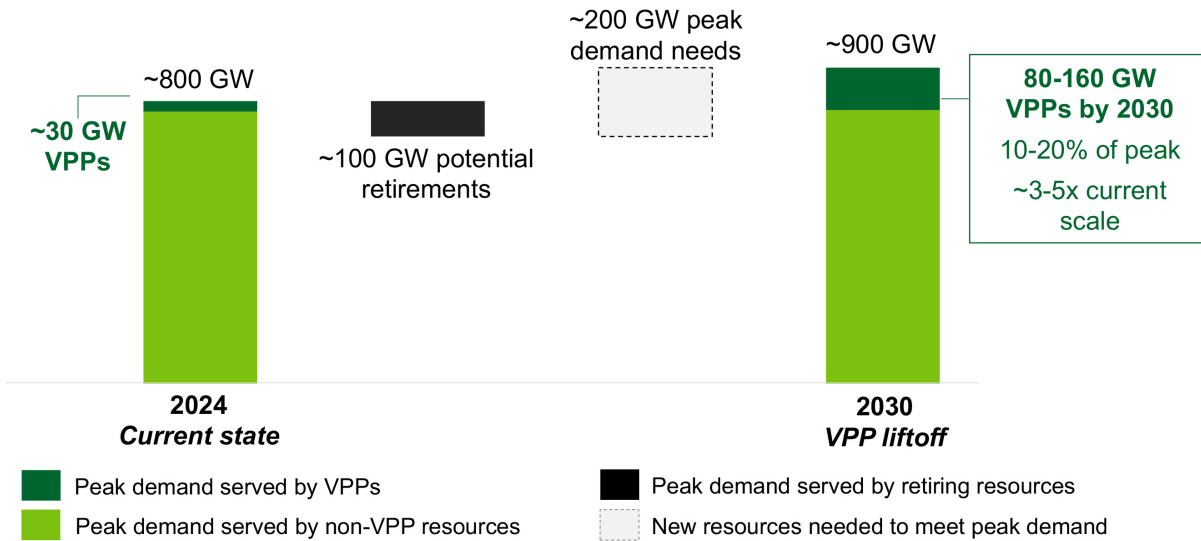 ~800 GW
~30 GW
VPPs
~100 GW potential
retirements
~200 GW peak
demand needs
~900 GW
80-160 GW
VPPs by 2030
10-20% of peak
~3-5x current
scale
2024
Current state
2030
VPP liftoff
Peak demand served by VPPs
Peak demand served by non-VPP resources
Peak demand served by retiring resources
New resources needed to meet peak demand